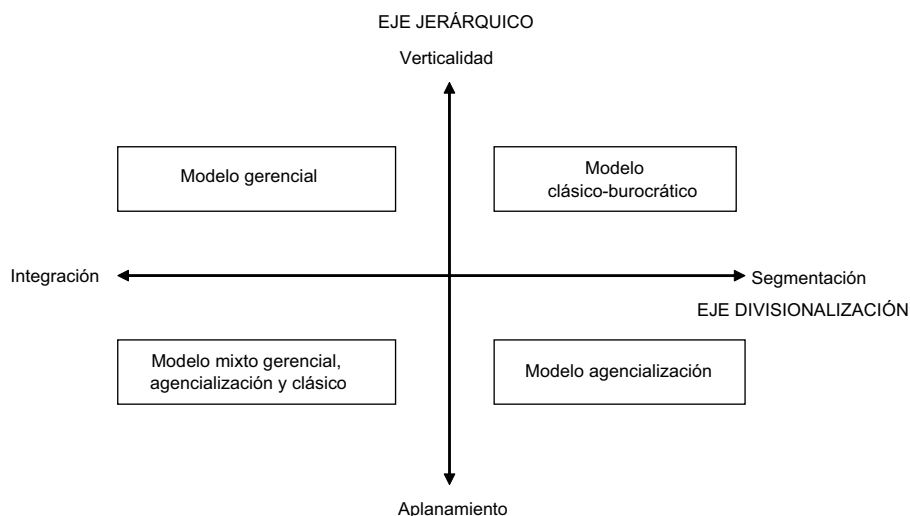 EJE JERÁRQUICO
Verticalidad
Modelo gerencial
Modelo
clásico-burocrático
Integración
Segmentación
EJE DIVISIONALIZACIÓN
Modelo mixto gerencial,
agencialización y clásico
Modelo agencialización
Aplanamiento